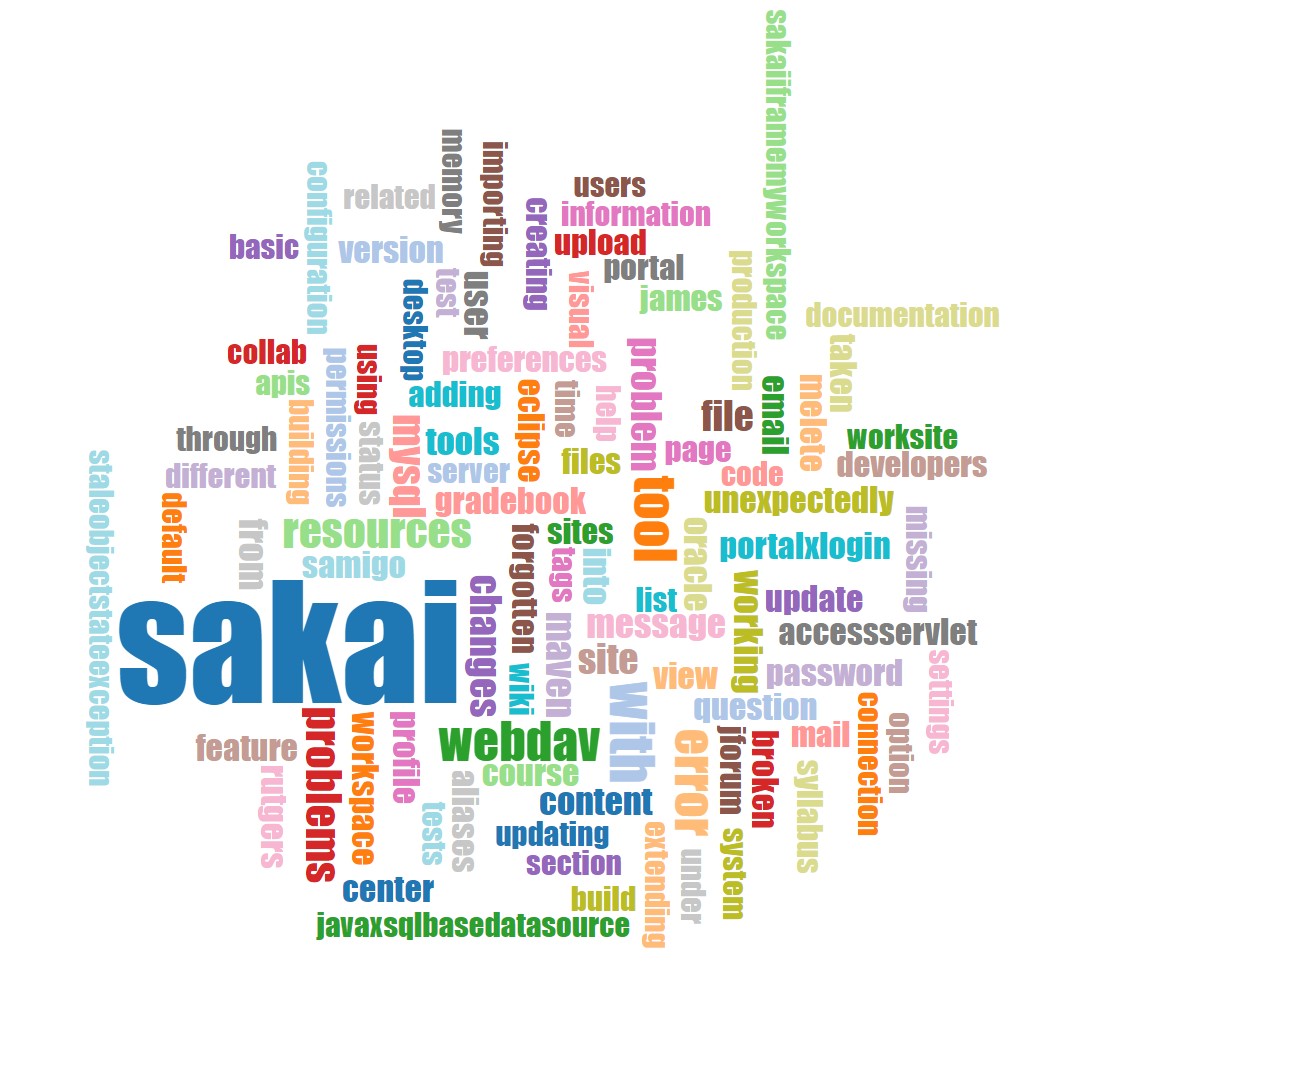 sakaiiframemyworkspace
memory
importing
configuration
related
users
creating
information
basic
version
upload
portal
production
test
user
visual
desktop
james
documentation
taken
collab
permissions
using
preferences
problem
apis
adding
eclipse
time
help
email
melete
building
file
through
status
mysql
tools
page
worksite
staleobjectstateexception
different
server
files
code
developers
default
gradebook
tool
unexpectedly
missing
from
resources
forgotten
sites
oracle
portalxlogin
samigo
tags
into
sakai
changes
list
working
update
maven
message
accessservlet
wiki
site
view
password
settings
with
question
connection
problems
workspace
profile
webdav
error
jforum
broken
mail
option
feature
rutgers
aliases
course
syllabus
tests
content
updating
extending
under
system
section
center
build
javaxsqlbasedatasource